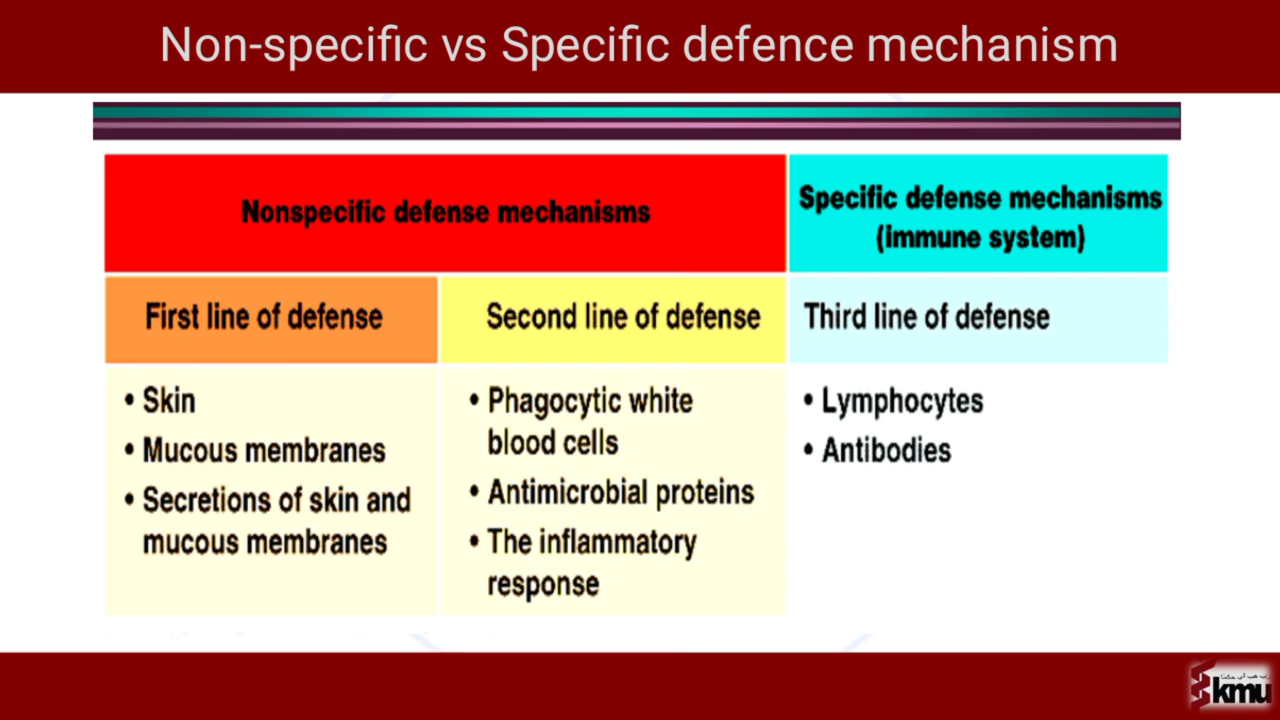 Non-specific vs Specific defence mechanism
Nonspecific defense mechanisms
Specific defense mechanisms
(immune system)
First line of defense
Second line of defense
Third line of defense
• Skin
• Mucous membranes
• Secretions of skin and
mucous membranes
• Phagocytic white
blood cells
• Antimicrobial proteins
• The inflammatory
response
• Lymphocytes
• Antibodies
kmu